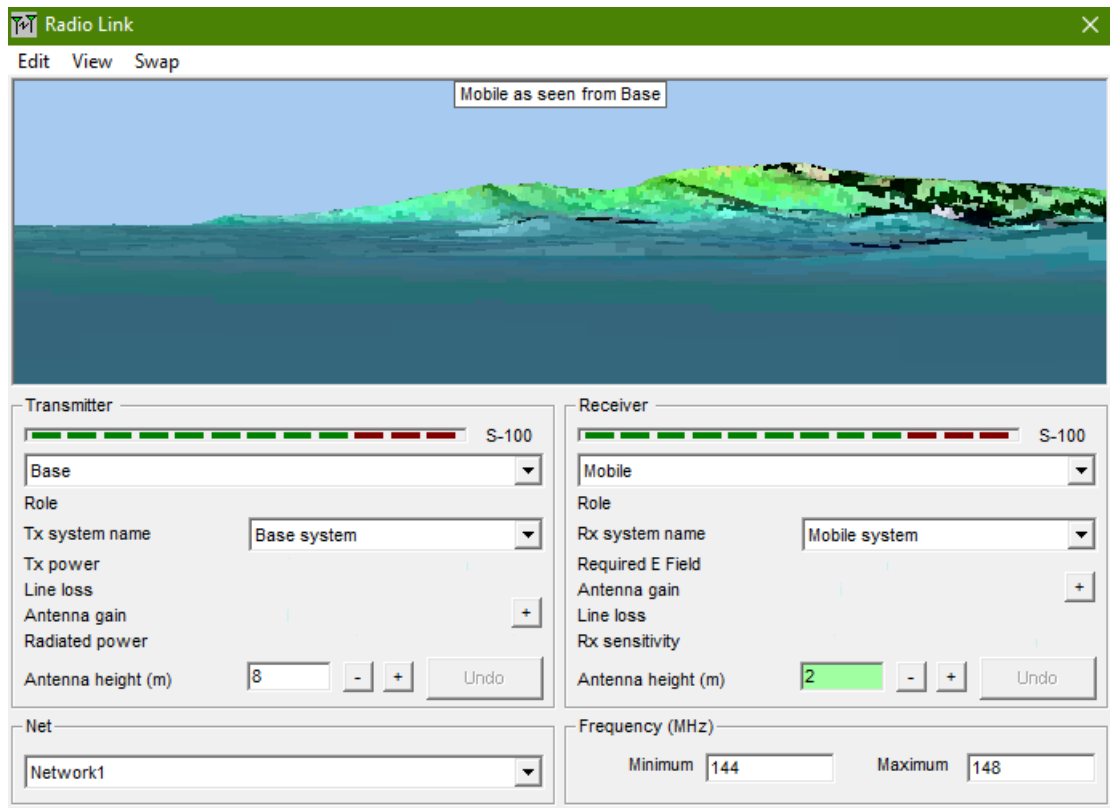 Radio Link
Edit View Swap
Mobile as seen from Base
Transmitter
S-100
Base
Role
Tx system name Base system
Tx power
Line loss
Antenna gain +
Radiated power
Antenna height (m) 8 - + Undo
Net
Network1
Receiver
S-100
Mobile
Role
Rx system name Mobile system
Required E Field
Antenna gain +
Line loss
Rx sensitivity
Antenna height (m) 2 - + Undo
Frequency (MHz)
Minimum 144 Maximum 148